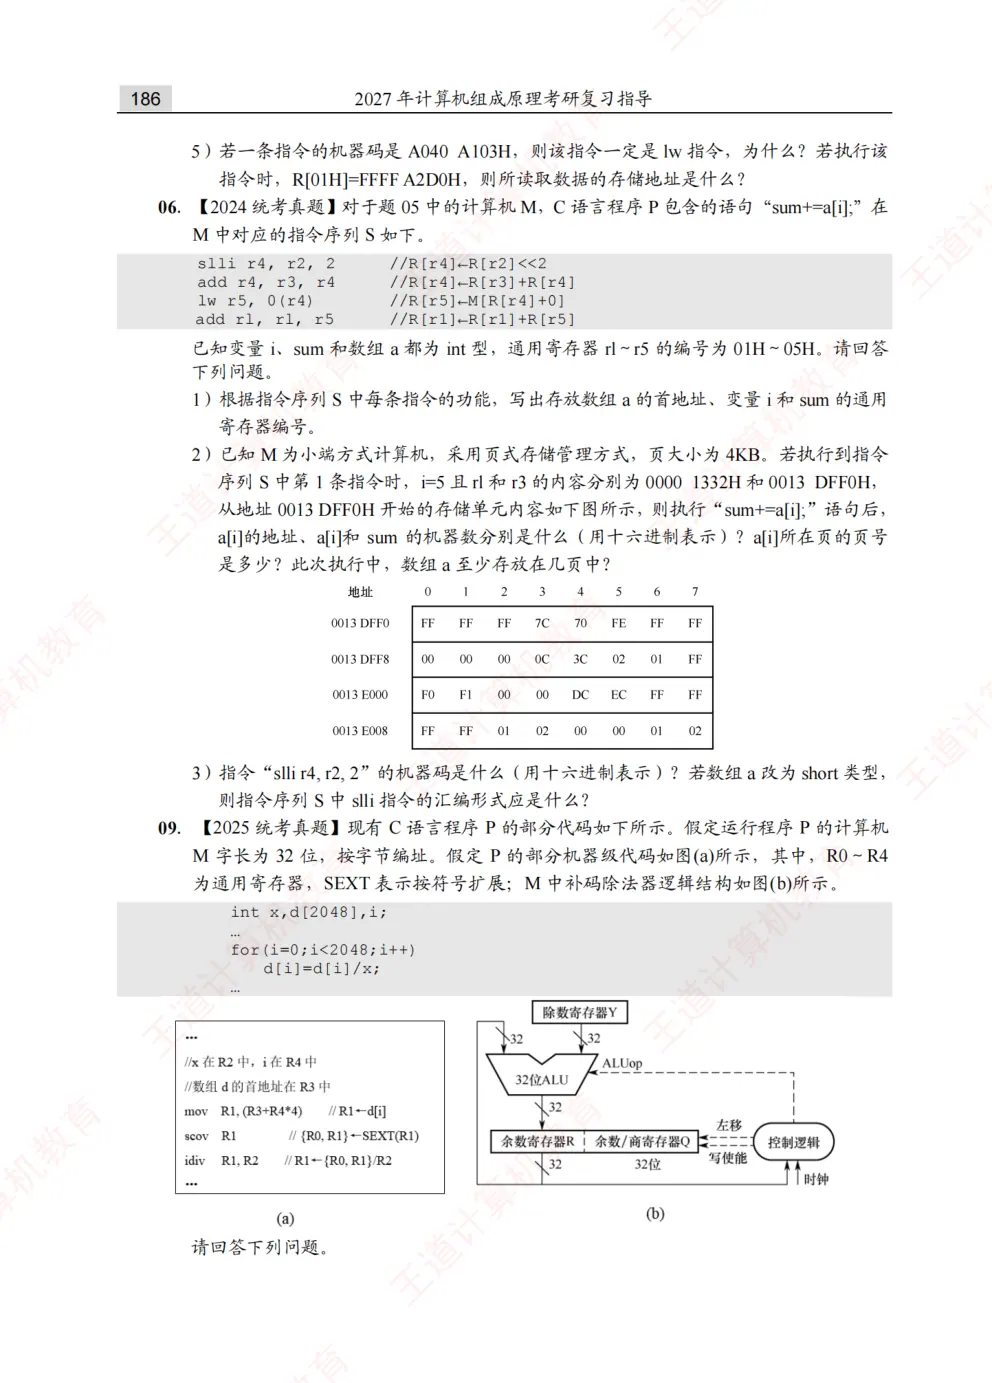 186
2027 年计算机组成原理考研复习指导
5）若一条指令的机器码是 A040 A103H，则该指令一定是 lw 指令，为什么？若执行该
指令时，R[01H]=FFFF A2D0H，则所读取数据的存储地址是什么？
06. 【2024 统考真题】对于题 05 中的计算机 M，C 语言程序 P 包含的语句“sum+=a[i];”在
M 中对应的指令序列 S 如下。
slli r4, r2, 2 //R[r4]←R[r2]<<2
add r4, r3, r4 //R[r4]←R[r3]+R[r4]
lw r5, 0(r4) //R[r5]←M[R[r4]+0]
add rl, rl, r5 //R[r1]←R[r1]+R[r5]
已知变量 i、sum 和数组 a 都为 int 型，通用寄存器 rl～r5 的编号为 01H～05H。请回答
下列问题。
1）根据指令序列 S 中每条指令的功能，写出存放数组 a 的首地址、变量 i 和 sum 的通用
寄存器编号。
2）已知 M 为小端方式计算机，采用页式存储管理方式，页大小为 4KB。若执行到指令
序列 S 中第 1 条指令时，i=5 且 rl 和 r3 的内容分别为 0000 1332H 和 0013 DFF0H，
从地址 0013 DFF0H 开始的存储单元内容如下图所示，则执行“sum+=a[i];”语句后，
a[i]的地址、a[i]和 sum 的机器数分别是什么（用十六进制表示）？a[i]所在页的页号
是多少？此次执行中，数组 a 至少存放在几页中？
地址 0 1 2 3 4 5 6 7
0013 DFF0 FF FF FF 7C 70 FE FF FF
0013 DFF8 00 00 00 0C 3C 02 01 FF
0013 E000 F0 F1 00 00 DC EC FF FF
0013 E008 FF FF 01 02 00 00 01 02
3）指令“slli r4, r2, 2”的机器码是什么（用十六进制表示）？若数组 a 改为 short 类型，
则指令序列 S 中 slli 指令的汇编形式应是什么？
09. 【2025 统考真题】现有 C 语言程序 P 的部分代码如下所示。假定运行程序 P 的计算机
M 字长为 32 位，按字节编址。假定 P 的部分机器级代码如图(a)所示，其中，R0～R4
为通用寄存器，SEXT 表示按符号扩展；M 中补码除法器逻辑结构如图(b)所示。
int x,d[2048],i;
…
for(i=0;i<2048;i++)
d[i]=d[i]/x;
…
…
//x 在 R2 中，i 在 R4 中
//数组 d 的首地址在 R3 中
mov R1, (R3+R4*4) // R1←d[i]
scov R1 // {R0, R1}←SEXT(R1)
idiv R1, R2 // R1←{R0, R1}/R2
…
(a)
除数寄存器Y
32 32
ALUop
32位ALU
32
余数寄存器R 余数/商寄存器Q
左移
写使能
控制逻辑
32 32位
时钟
(b)
请回答下列问题。
王道计算机教育